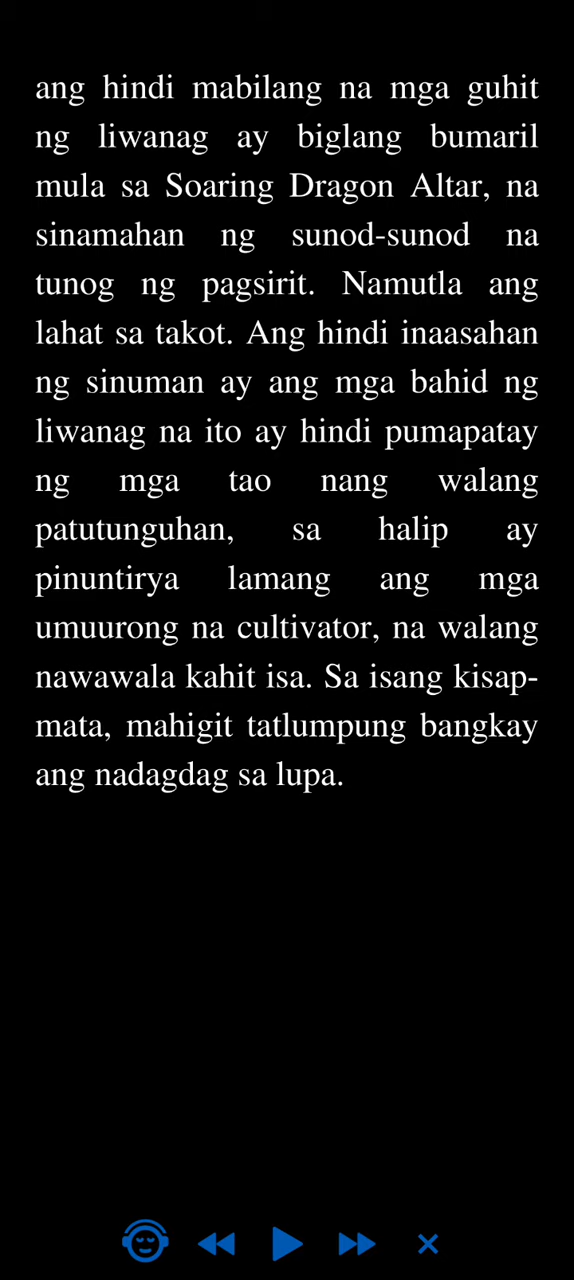 ang hindi mabilang na mga guhit
ng liwanag ay biglang bumaril
mula sa Soaring Dragon Altar, na
sinamahan ng sunod-sunod na
tunog ng pagsirit. Namutla ang
lahat sa takot. Ang hindi inaasahan
ng sinuman ay ang mga bahid ng
liwanag na ito ay hindi pumapatay
ng mga tao nang walang
patutunguhan, sa halip ay
pinuntirya lamang ang mga
umuurong na cultivator, na walang
nawawala kahit isa. Sa isang kisap-
mata, mahigit tatlumpung bangkay
ang nadagdag sa lupa.